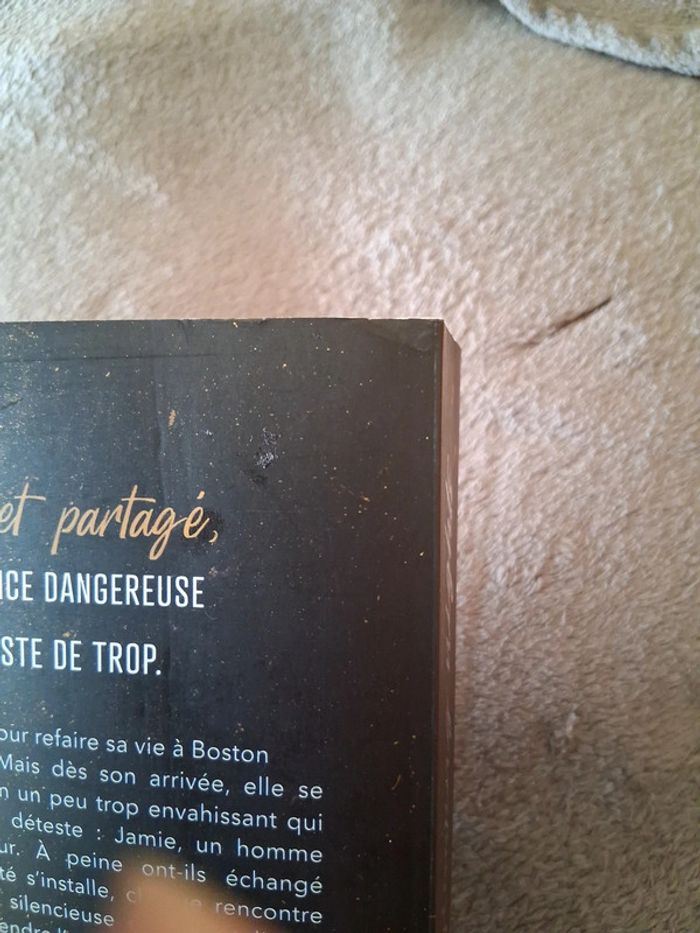 et partagé,
ICE DANGEREUSE
STE DE TROP.
our refaire sa vie à Boston
Mais dès son arrivée, elle se
n un peu trop envahissant qui
déteste : Jamie, un homme
ur. À peine ont-ils échangé
té s'installe, rencontre
silencieuse